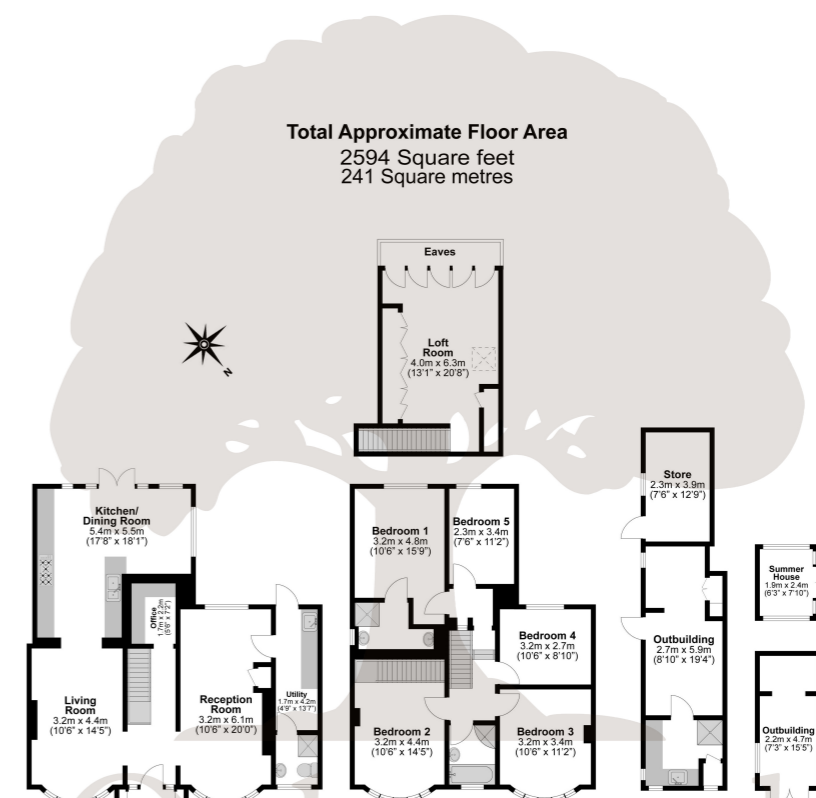 Total Approximate Floor Area
2594 Square feet
241 Square metres
Eaves
Loft
Room
4.0m x 6.3m
(13'1" x 20'8")
N
Kitchen/
Dining Room
5.4m x 5.5m
(17'8" x 18'1")
Office
1.7m x 2.2m
(5'6" x 7'2")
Living
Room
3.2m x 4.4m
(10'6" x 14'5")
Reception
Room
3.2m x 6.1m
(10'6" x 20'0")
Utility
1.7m x 4.2m
(4'9" x 13'7")
Bedroom 1
3.2m x 4.8m
(10'6" x 15'9")
Bedroom 5
2.3m x 3.4m
(7'6" x 11'2")
Bedroom 4
3.2m x 2.7m
(10'6" x 8'10")
Bedroom 2
3.2m x 4.4m
(10'6" x 14'5")
Bedroom 3
3.2m x 3.4m
(10'6" x 11'2")
Store
2.3m x 3.9m
(7'6" x 12'9")
Outbuilding
2.7m x 5.9m
(8'10" x 19'4")
Summer
House
1.9m x 2.4m
(6'3" x 7'10")
Outbuilding
2.2m x 4.7m
(7'3" x 15'5")